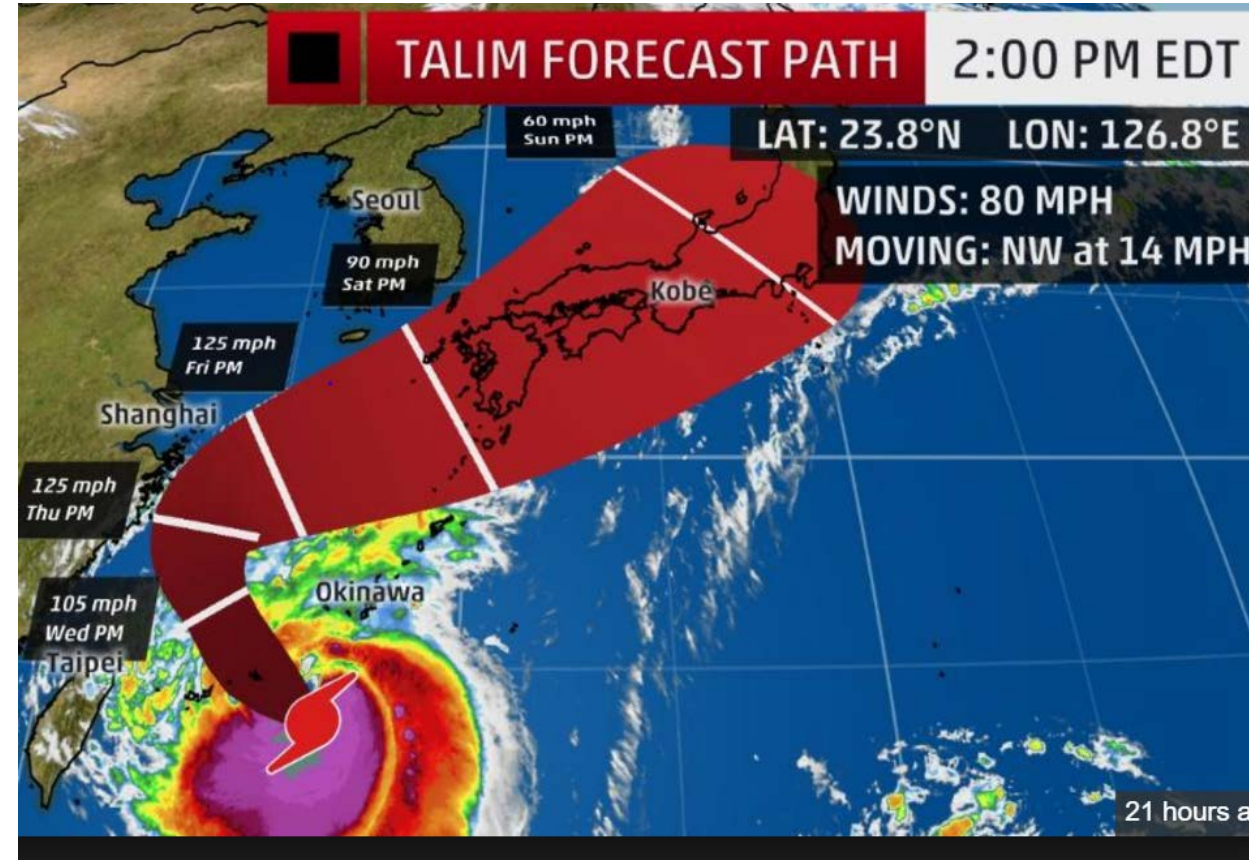 TALIM FORECAST PATH
2:00 PM EDT
LAT: 23.8°N LON: 126.8°E
WINDS: 80 MPH
MOVING: NW at 14 MPH
60 mph
Sun PM
Seoul
90 mph
Sat PM
Kobe
125 mph
Fri PM
Shanghai
125 mph
Thu PM
Okinawa
105 mph
Wed PM
Taipei
21 hours a